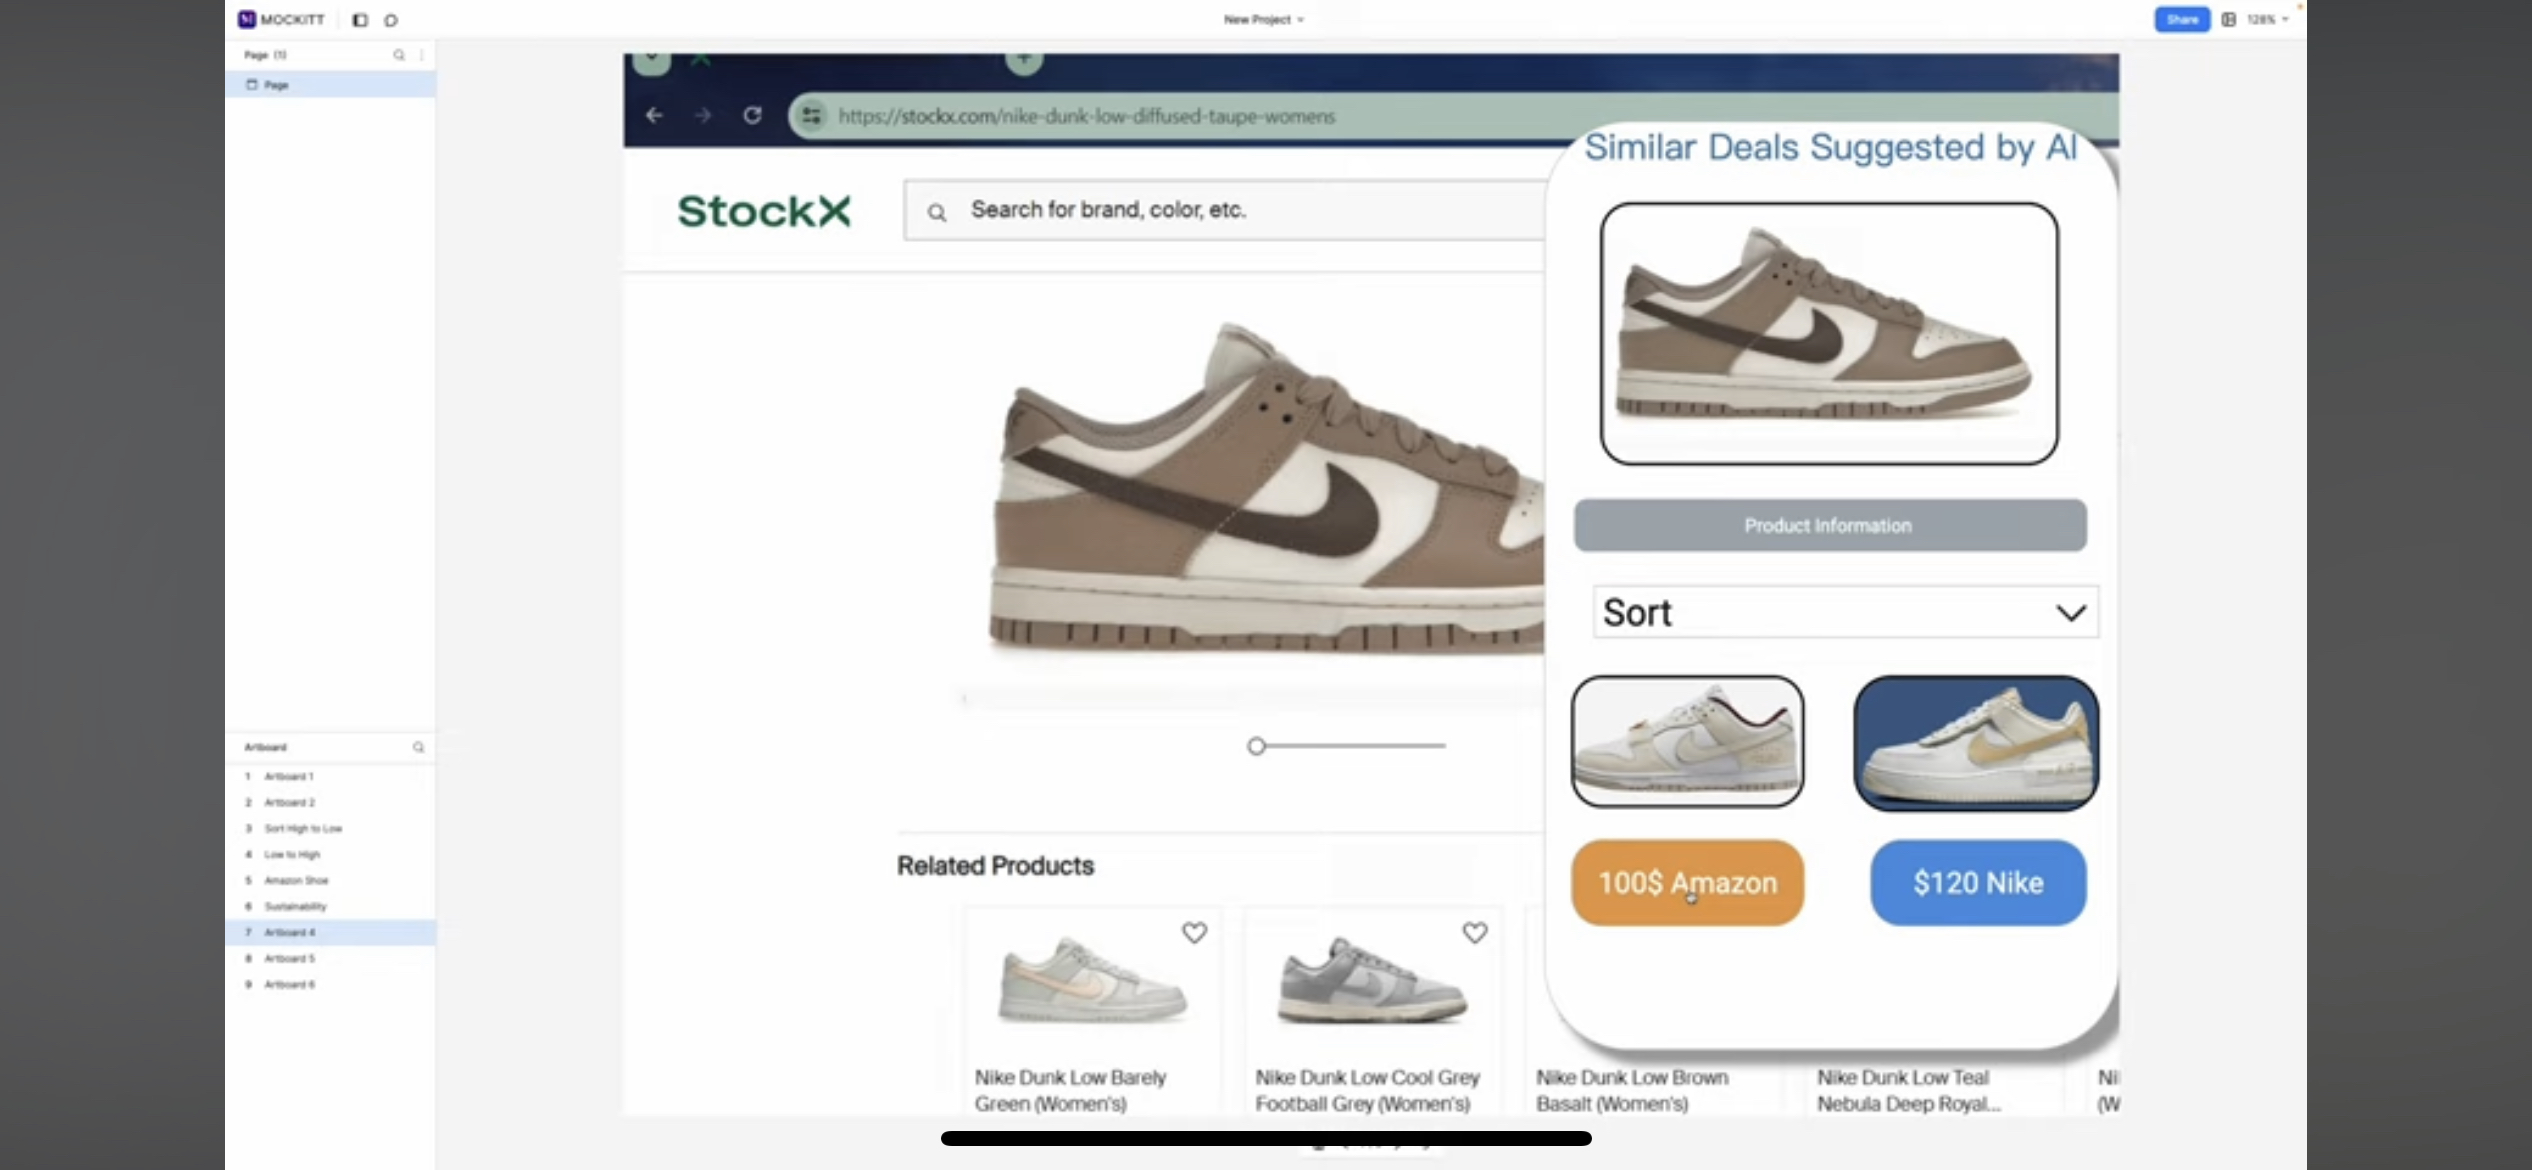 MOCKITT
New Project
Share
128%
Page (1)
Page
https://stockx.com/nike-dunk-low-diffused-taupe-womens
StockX
Search for brand, color, etc.
Similar Deals Suggested by AI
Product Information
Sort
100$ Amazon
$120 Nike
Related Products
Nike Dunk Low Barely
Green (Women's)
Nike Dunk Low Cool Grey
Football Grey (Women's)
Nike Dunk Low Brown
Basalt (Women's)
Nike Dunk Low Teal
Nebula Deep Royal...
Ni
(W
Artboard
1 Artboard 1
2 Artboard 2
3 Sort High to Low
4 Low to High
5 Amazon Shoe
6 Sustainability
7 Artboard 4
8 Artboard 5
9 Artboard 6